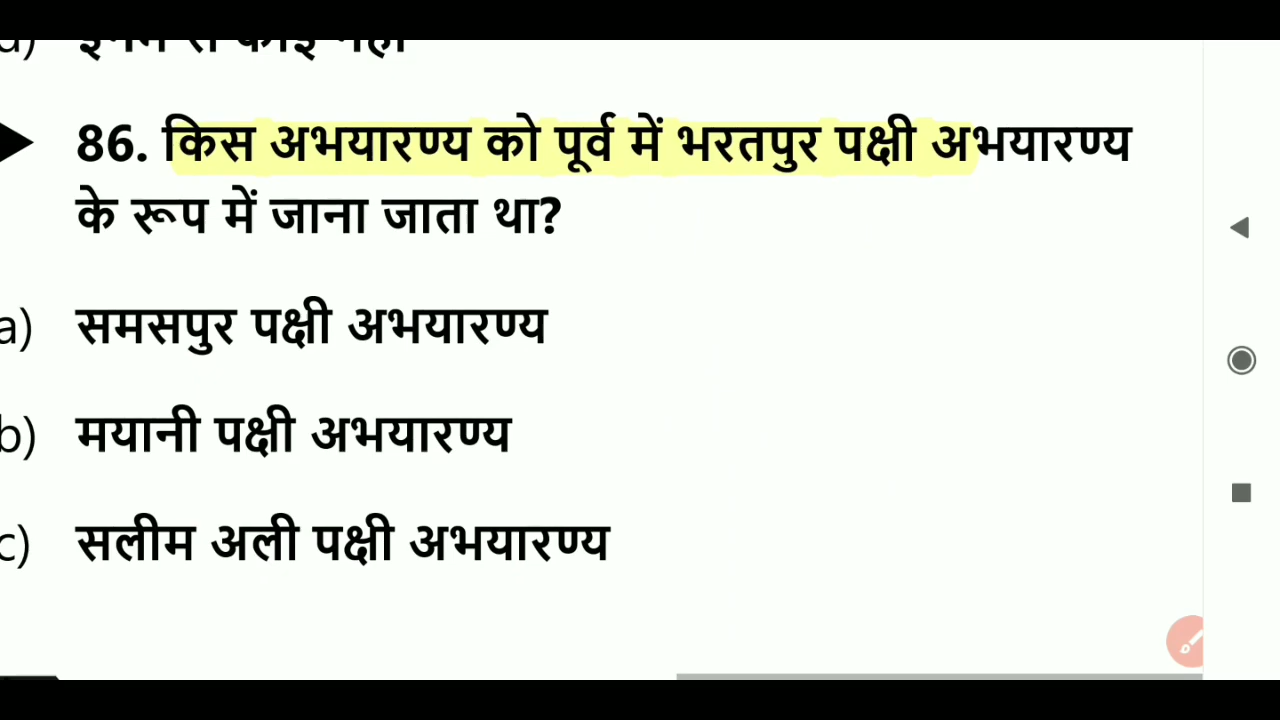 86. किस अभयारण्य को पूर्व में भरतपुर पक्षी अभयारण्य
के रूप में जाना जाता था?
a) समसपुर पक्षी अभयारण्य
b) मयानी पक्षी अभयारण्य
c) सलीम अली पक्षी अभयारण्य